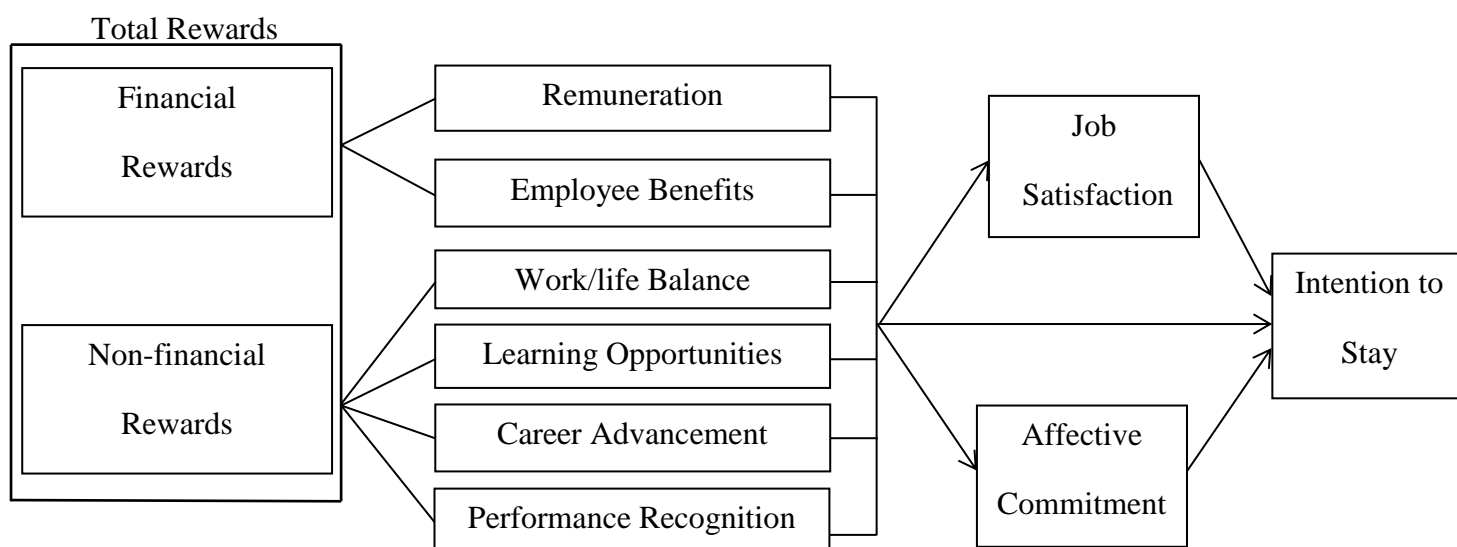 Total Rewards
Financial
Rewards
Non-financial
Rewards
Remuneration
Employee Benefits
Work/life Balance
Learning Opportunities
Career Advancement
Performance Recognition
Job
Satisfaction
Affective
Commitment
Intention to
Stay